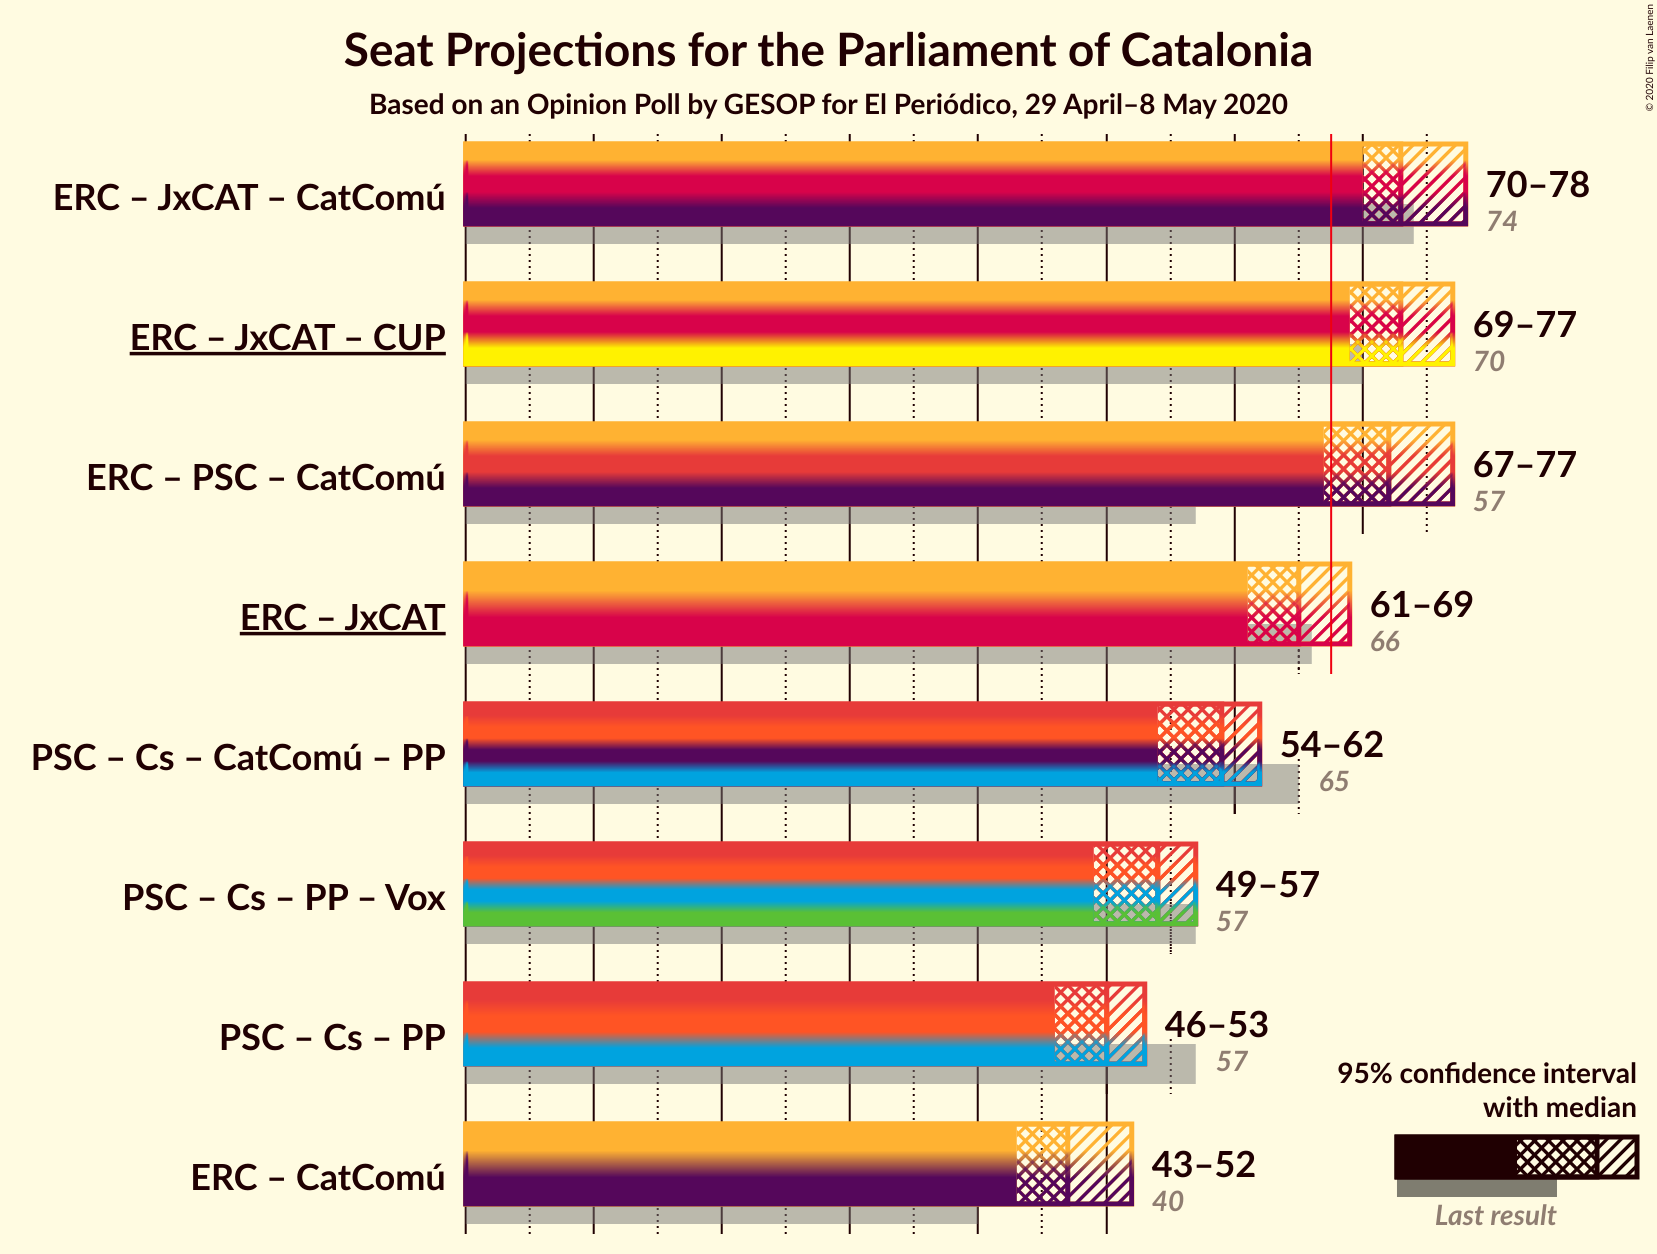 Seat Projections for the Parliament of Catalonia
Based on an Opinion Poll by GESOP for El Periódico, 29 April–8 May 2020
© 2020 Filip van Laenen
ERC – JxCAT – CatComú
70–78
74
ERC – JxCAT – CUP
69–77
70
ERC – PSC – CatComú
67–77
57
ERC – JxCAT
61–69
66
PSC – Cs – CatComú – PP
54–62
65
PSC – Cs – PP – Vox
49–57
57
PSC – Cs – PP
46–53
57
ERC – CatComú
43–52
40
95% confidence interval
with median
Last result